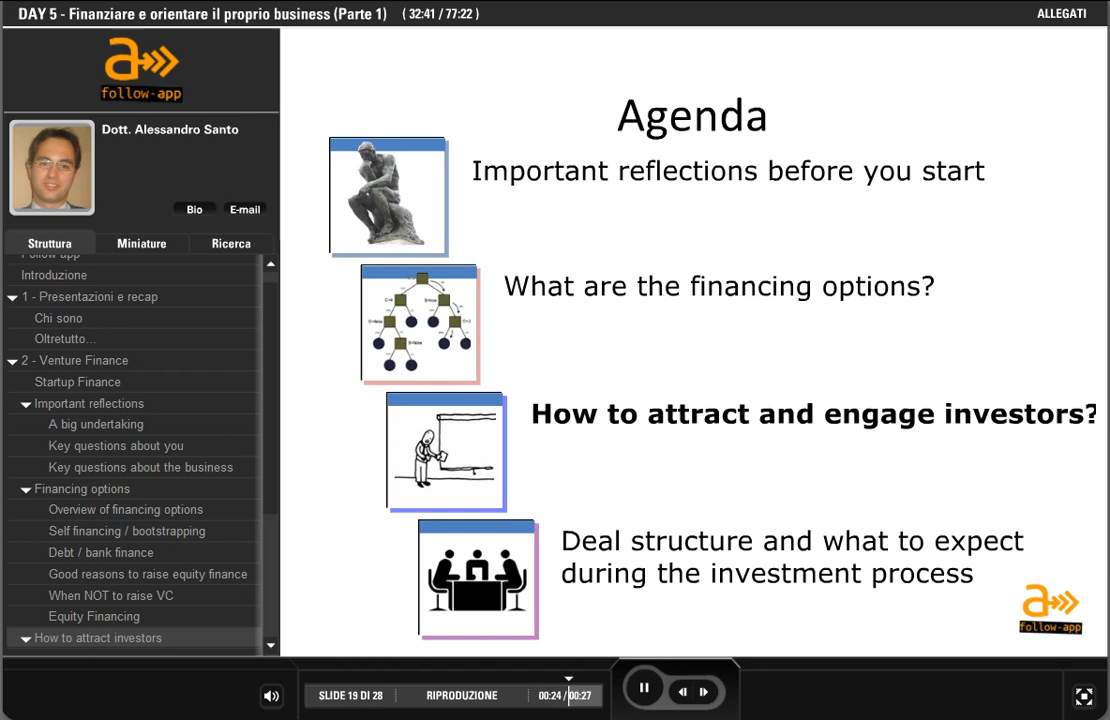 DAY 5 - Finanziare e orientare il proprio business (Parte 1) ( 32:41 / 77:22 )
ALLEGATI
a
follow-app
Dott. Alessandro Santo
Bio
E-mail
Struttura
Miniature
Ricerca
Follow app
Introduzione
1 - Presentazioni e recap
Chi sono
Oltretutto...
2 - Venture Finance
Startup Finance
Important reflections
A big undertaking
Key questions about you
Key questions about the business
Financing options
Overview of financing options
Self financing / bootstrapping
Debt / bank finance
Good reasons to raise equity finance
When NOT to raise VC
Equity Financing
How to attract investors
Agenda
Important reflections before you start
What are the financing options?
How to attract and engage investors?
Deal structure and what to expect
during the investment process
a
follow-app
SLIDE 19 DI 28
RIPRODUZIONE
00:24 / 00:27